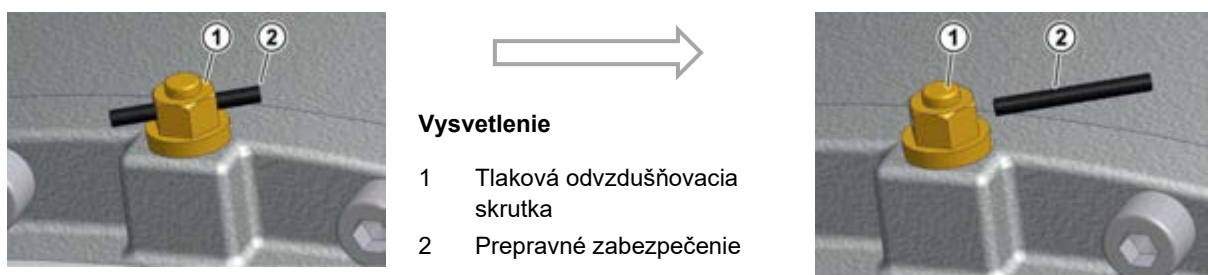 1
2
Vysvetlenie
1 Tlaková odvzdušňovacia
skrutka
2 Prepravné zabezpečenie
1
2